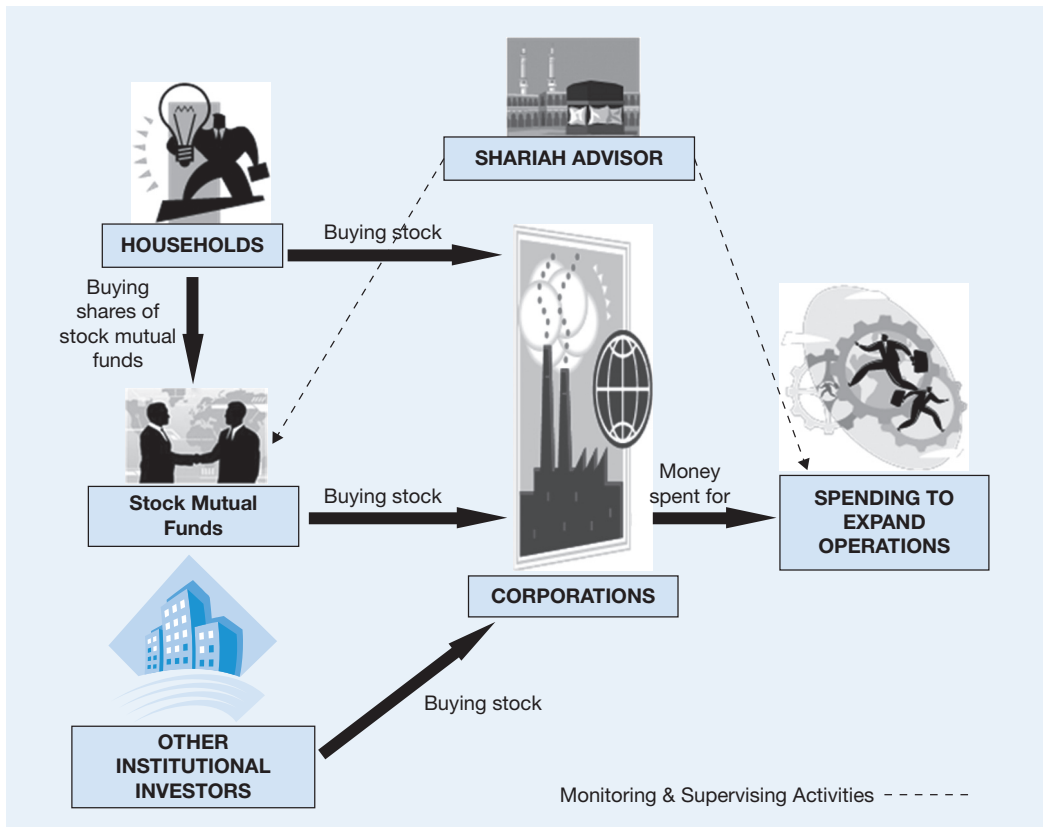 SHARIAH ADVISOR
HOUSEHOLDS
Buying stock
Buying
shares of
stock mutual
funds
Stock Mutual
Funds
Buying stock
Money
spent for
SPENDING TO
EXPAND
OPERATIONS
CORPORATIONS
Buying stock
OTHER
INSTITUTIONAL
INVESTORS
Monitoring & Supervising Activities